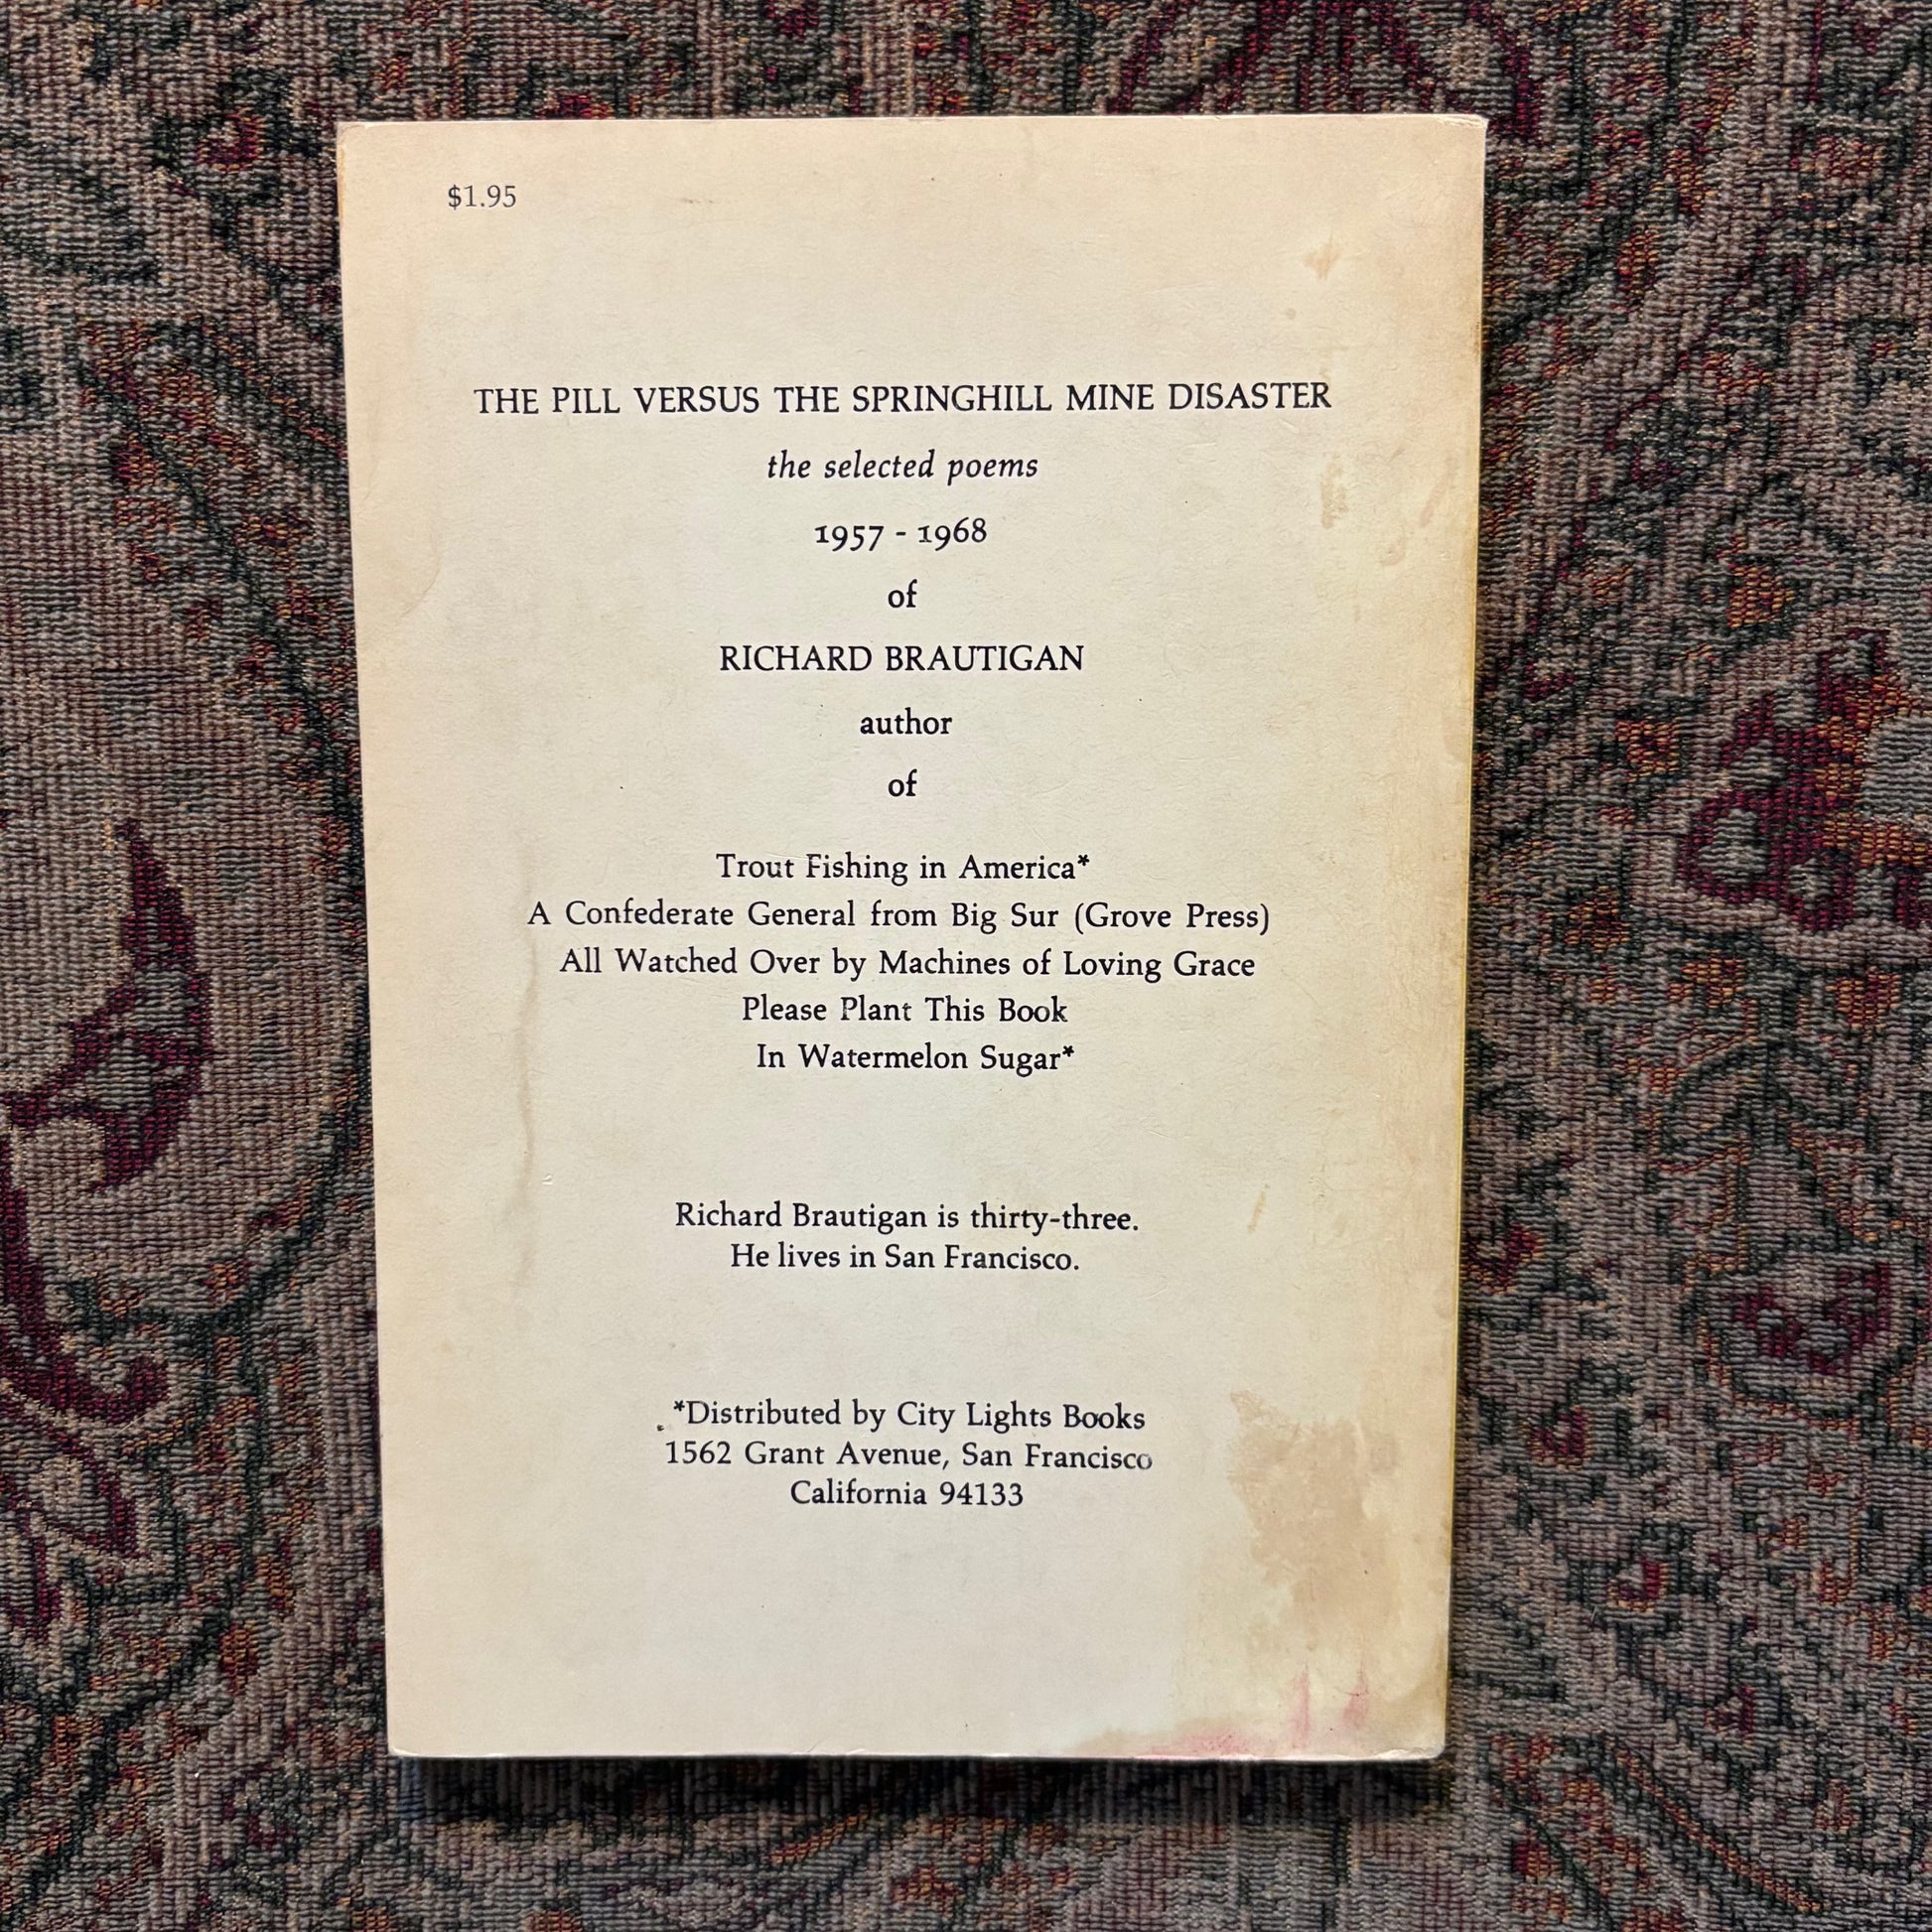 $1.95
THE PILL VERSUS THE SPRINGHILL MINE DISASTER
the selected poems
1957 - 1968
of
RICHARD BRAUTIGAN
author
of
Trout Fishing in America*
A Confederate General from Big Sur (Grove Press)
All Watched Over by Machines of Loving Grace
Please Plant This Book
In Watermelon Sugar*
Richard Brautigan is thirty-three.
He lives in San Francisco.
*Distributed by City Lights Books
1562 Grant Avenue, San Francisco
California 94133